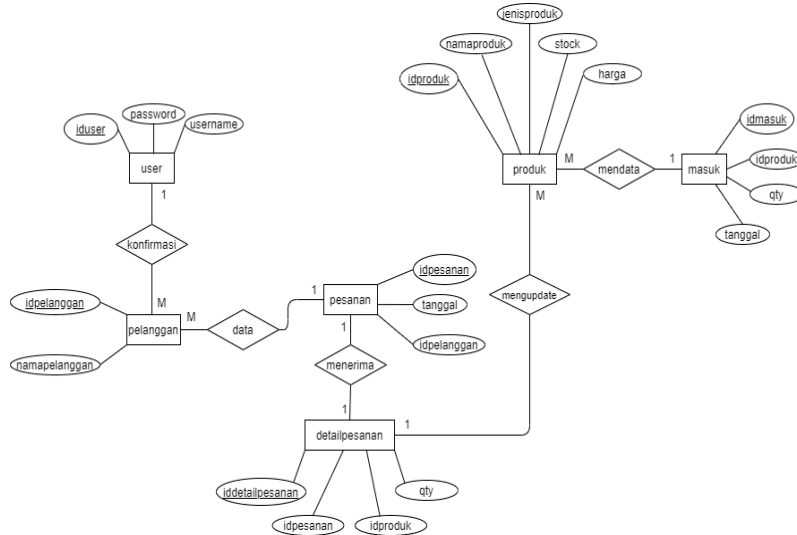 jenisproduk
namaproduk
stock
idproduk
harga
password
iduser
username
idmasuk
produk
M
mendata
1
masuk
idproduk
user
1
M
qty
tanggal
konfirmasi
idpesanan
idpelanggan
M
M
data
1
pesanan
tanggal
mengupdate
pelanggan
1
idpelanggan
namapelanggan
menerima
1
1
detailpesanan
iddetailpesanan
qty
idpesanan
idproduk